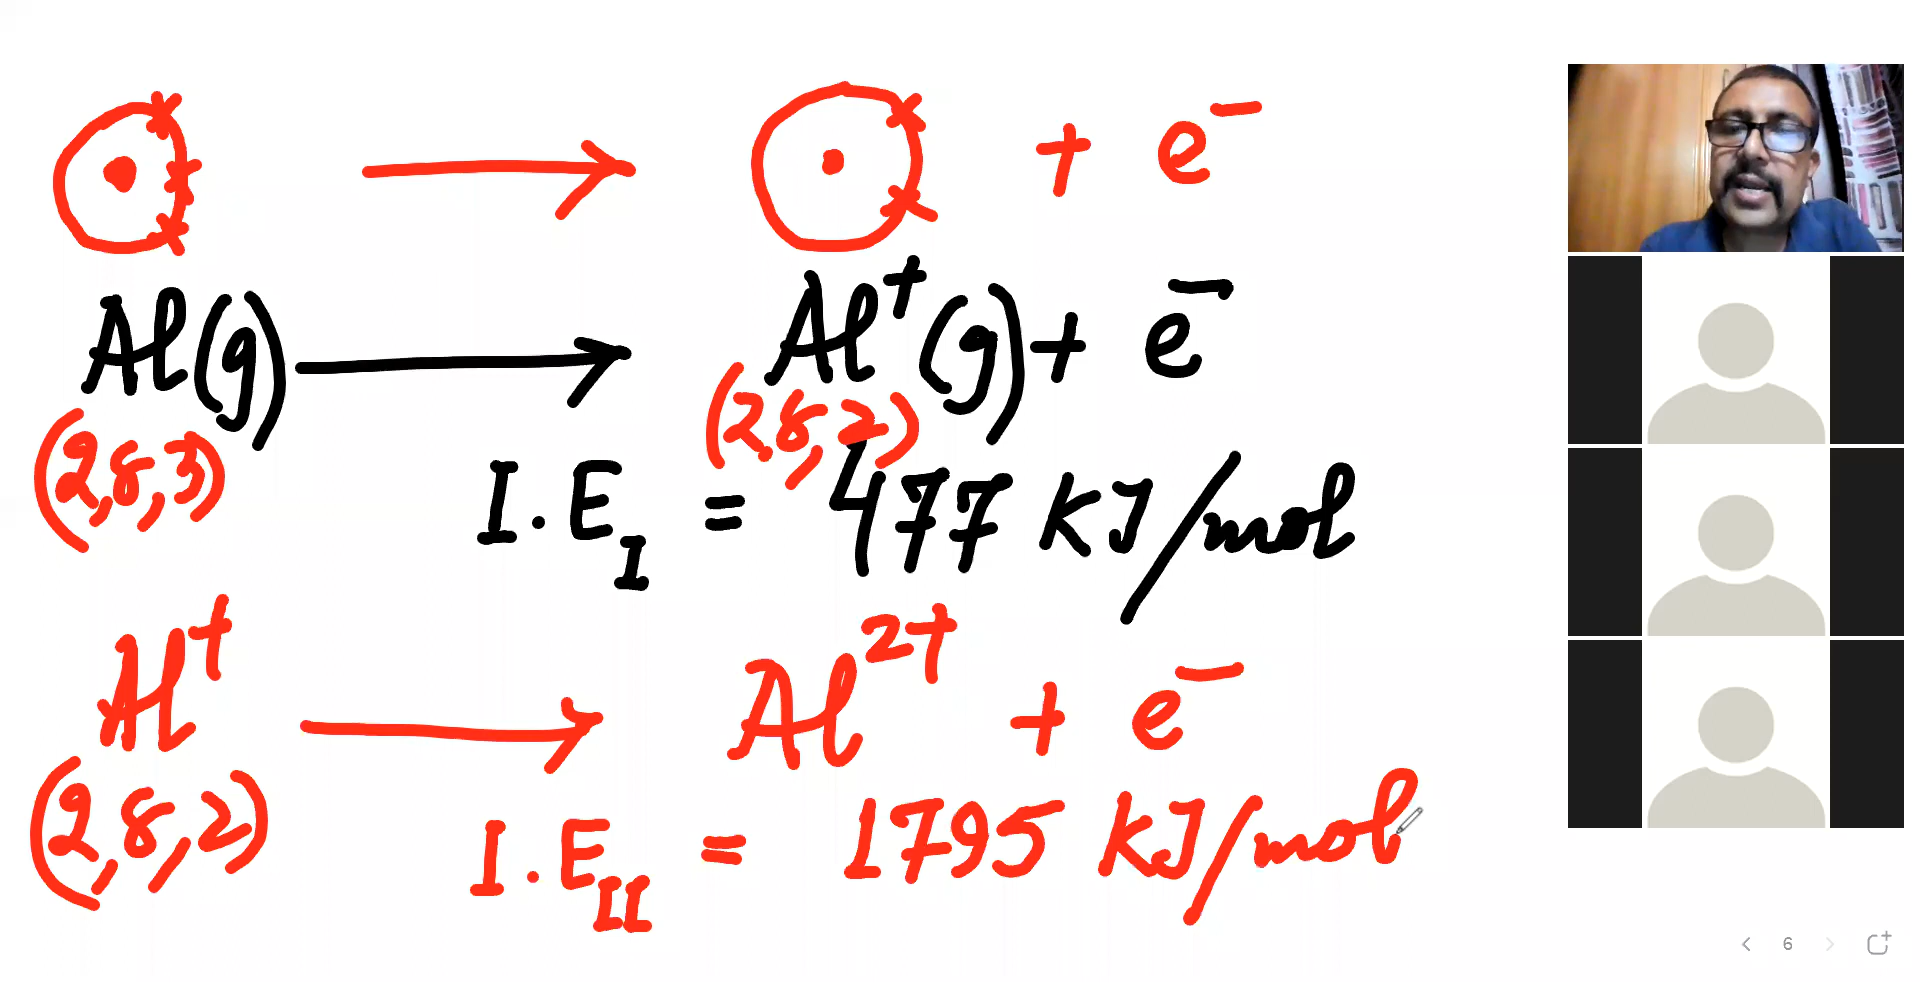 + e⁻
Al(g) ⟶ Al⁺(g) + e⁻
(2,8,3) (2,8,2)
I.E_I = 477 KJ/mol
Al⁺ ⟶ Al²⁺ + e⁻
(2,8,2)
I.E_II = 1795 KJ/mol
6